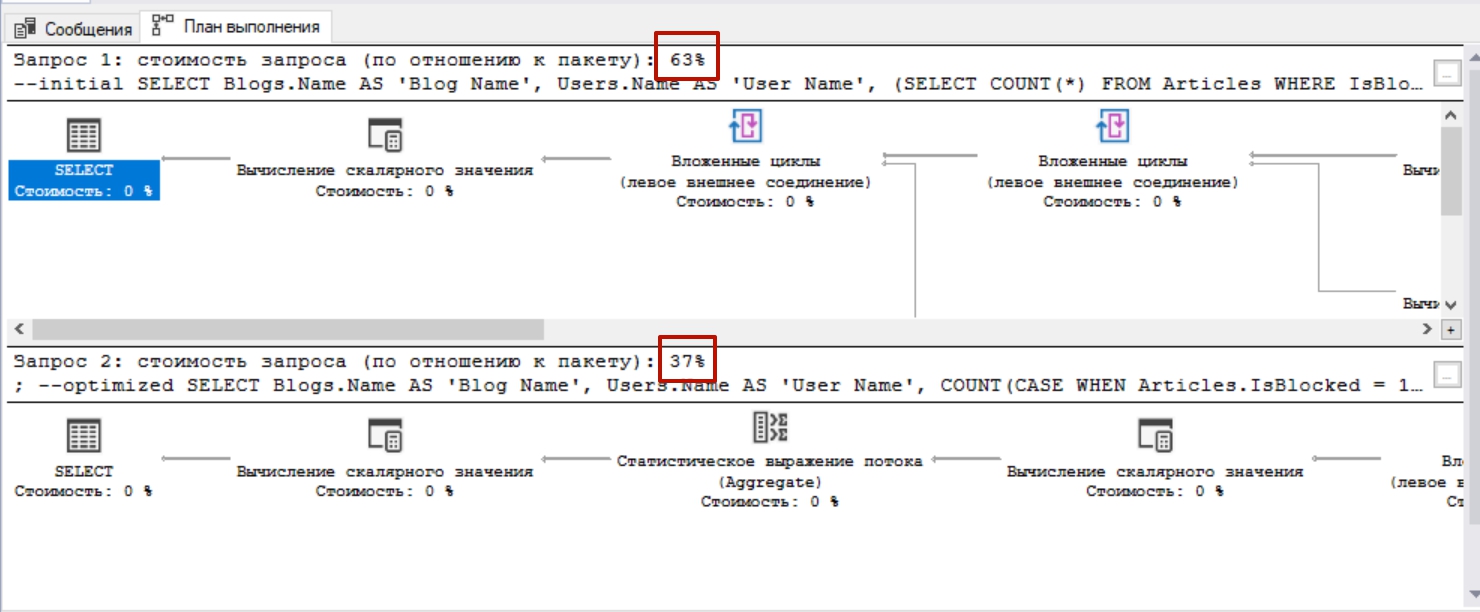 Сообщения
План выполнения
Запрос 1: стоимость запроса (по отношению к пакету): 63%
--initial SELECT Blogs.Name AS 'Blog Name', Users.Name AS 'User Name', (SELECT COUNT(*) FROM Articles WHERE IsBlo…
SELECT
Стоимость: 0 %
Вычисление скалярного значения
Стоимость: 0 %
Вложенные циклы
(левое внешнее соединение)
Стоимость: 0 %
Вложенные циклы
(левое внешнее соединение)
Стоимость: 0 %
Вычи
Вычи
Запрос 2: стоимость запроса (по отношению к пакету): 37%
; --optimized SELECT Blogs.Name AS 'Blog Name', Users.Name AS 'User Name', COUNT(CASE WHEN Articles.IsBlocked = 1…
SELECT
Стоимость: 0 %
Вычисление скалярного значения
Стоимость: 0 %
Статистическое выражение потока
(Aggregate)
Стоимость: 0 %
Вычисление скалярного значения
Стоимость: 0 %
Вл
(левое в
Ст